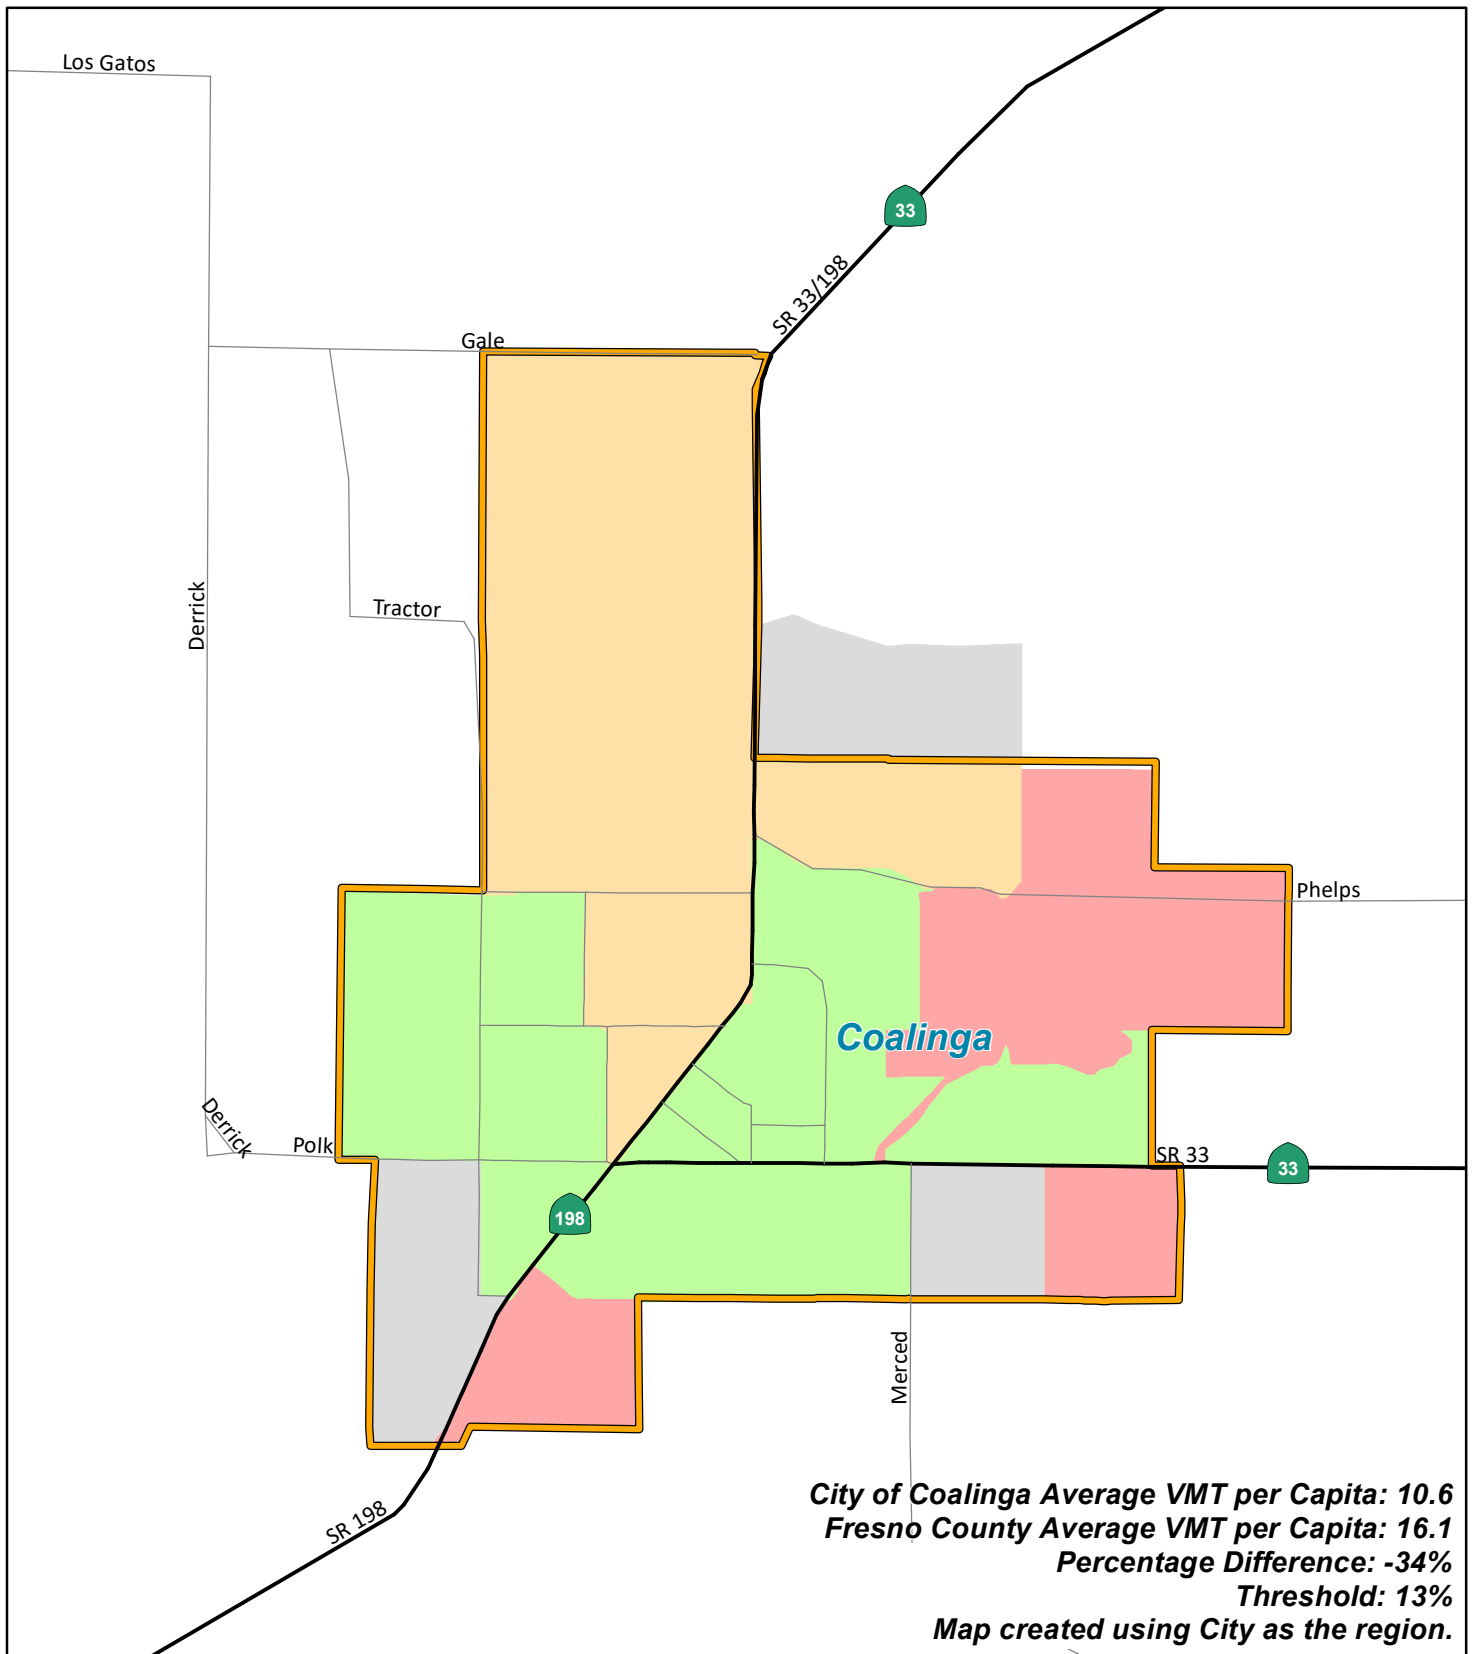 Los Gatos
33
SR 33/198
Gale
Derrick
Tractor
Phelps
Coalinga
Derrick
Polk
SR 33
33
198
Merced
SR 198
City of Coalinga Average VMT per Capita: 10.6
Fresno County Average VMT per Capita: 16.1
Percentage Difference: -34%
Threshold: 13%
Map created using City as the region.